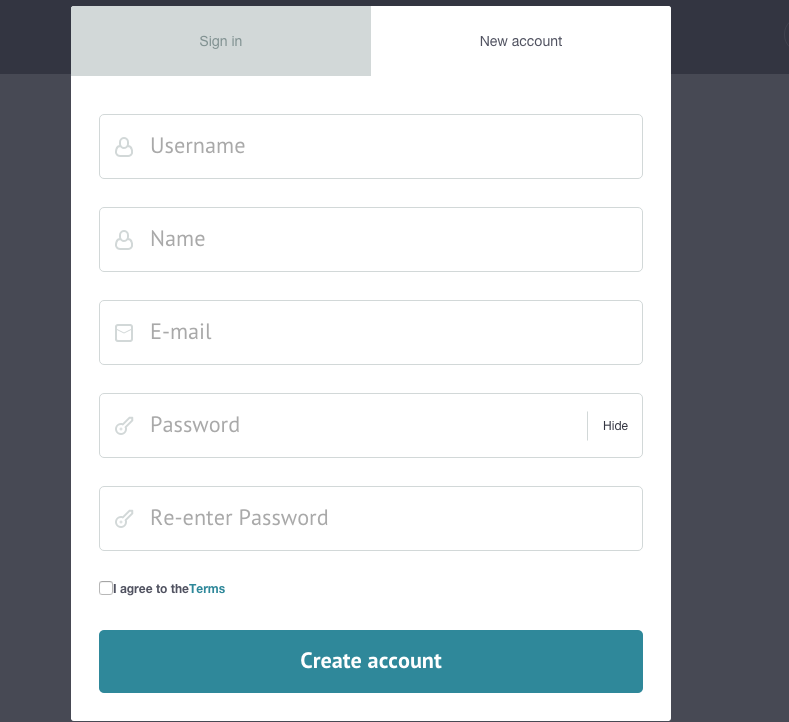 Sign in
New account
Username
Name
E-mail
Password
Hide
Re-enter Password
I agree to theTerms
Create account